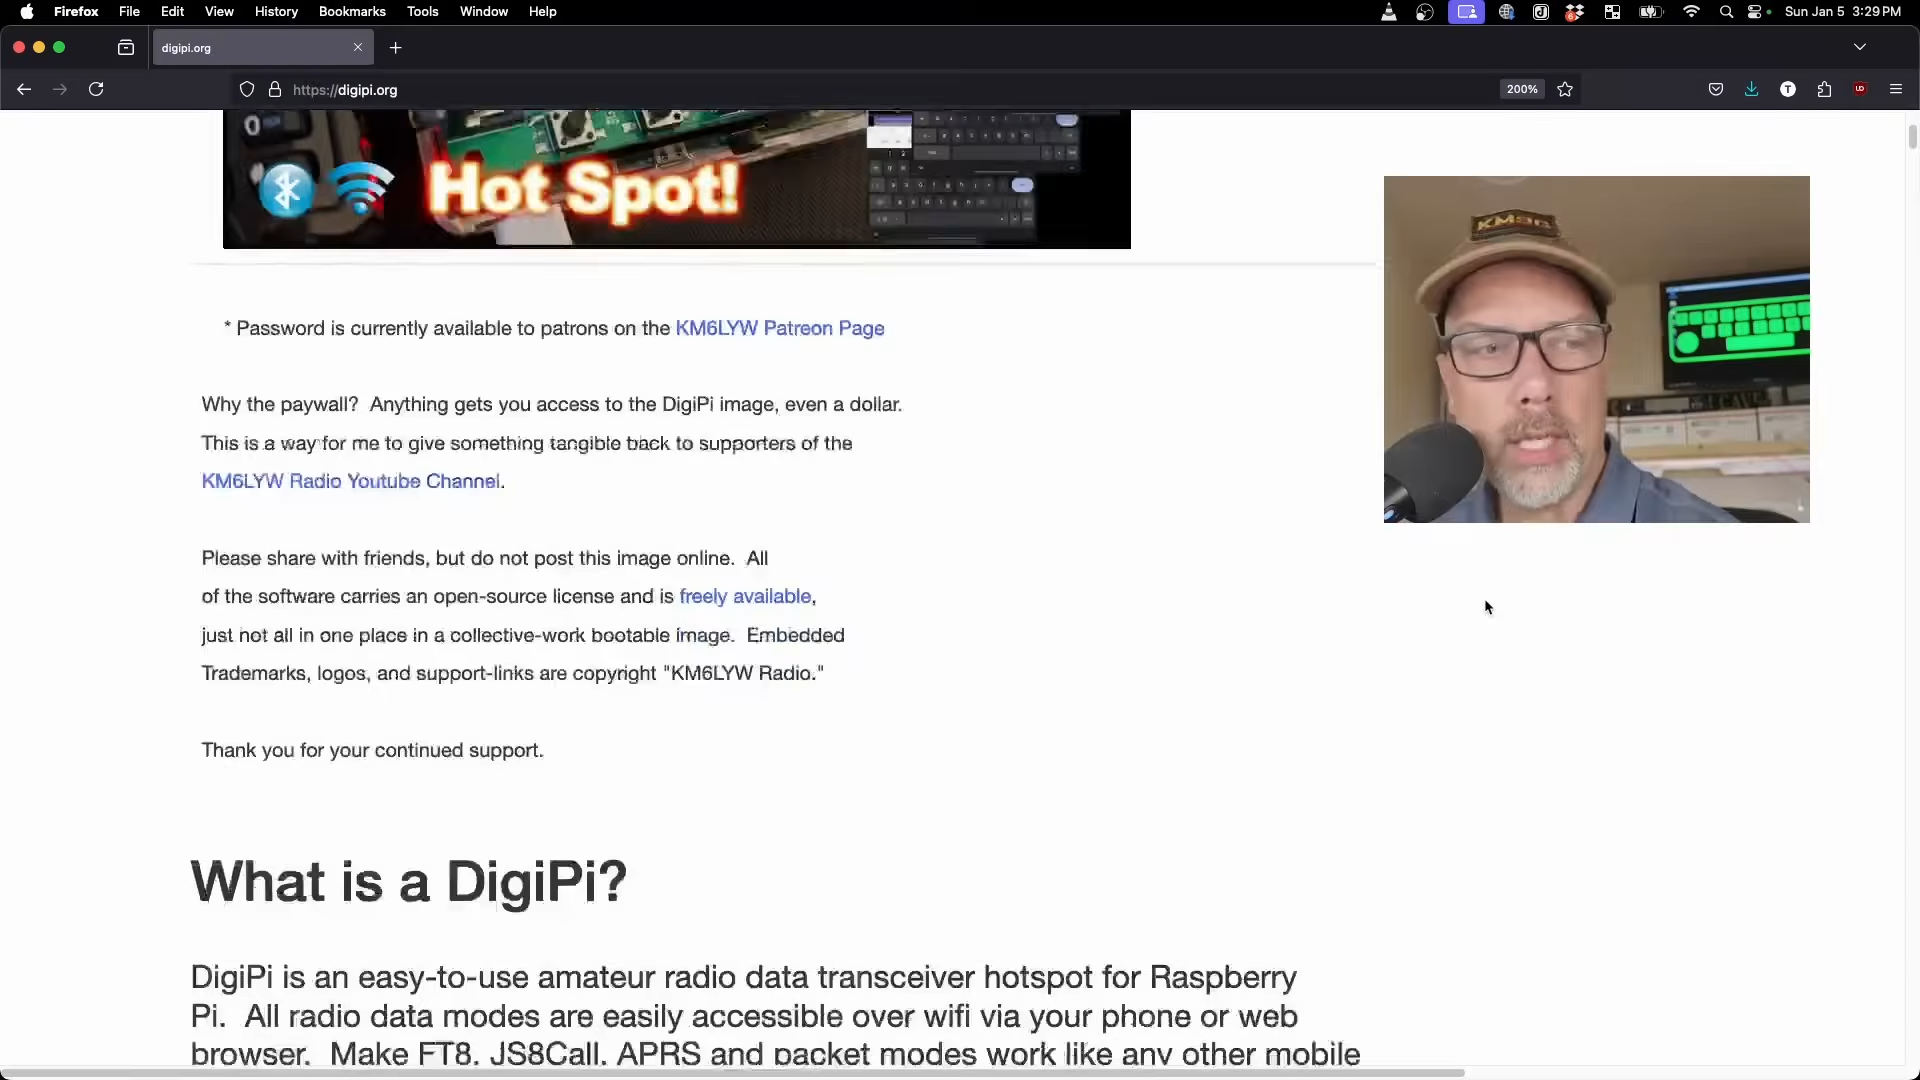 Firefox File Edit View History Bookmarks Tools Window Help Sun Jan 5 3:29 PM
digipi.org
https://digipi.org 200%
Hot Spot!
KM9G
* Password is currently available to patrons on the KM6LYW Patreon Page
Why the paywall? Anything gets you access to the DigiPi image, even a dollar.
This is a way for me to give something tangible back to supporters of the
KM6LYW Radio Youtube Channel.
Please share with friends, but do not post this image online. All
of the software carries an open-source license and is freely available,
just not all in one place in a collective-work bootable image. Embedded
Trademarks, logos, and support-links are copyright "KM6LYW Radio."
Thank you for your continued support.
What is a DigiPi?
DigiPi is an easy-to-use amateur radio data transceiver hotspot for Raspberry
Pi. All radio data modes are easily accessible over wifi via your phone or web
browser. Make FT8, JS8Call, APRS and packet modes work like any other mobile